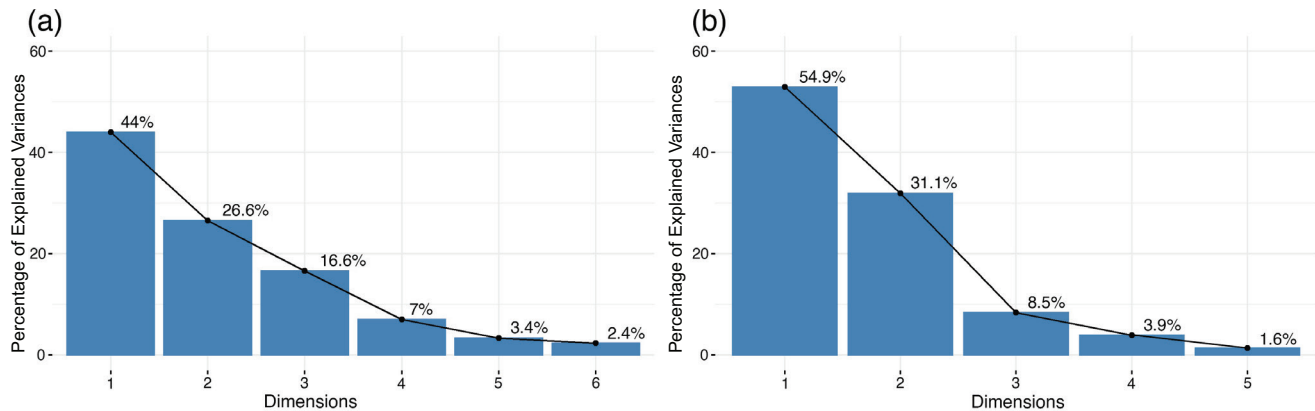 (a)
Percentage of Explained Variances
60
40
20
0
44%
26.6%
16.6%
7%
3.4%
2.4%
1 2 3 4 5 6
Dimensions
(b)
Percentage of Explained Variances
60
40
20
0
54.9%
31.1%
8.5%
3.9%
1.6%
1 2 3 4 5
Dimensions